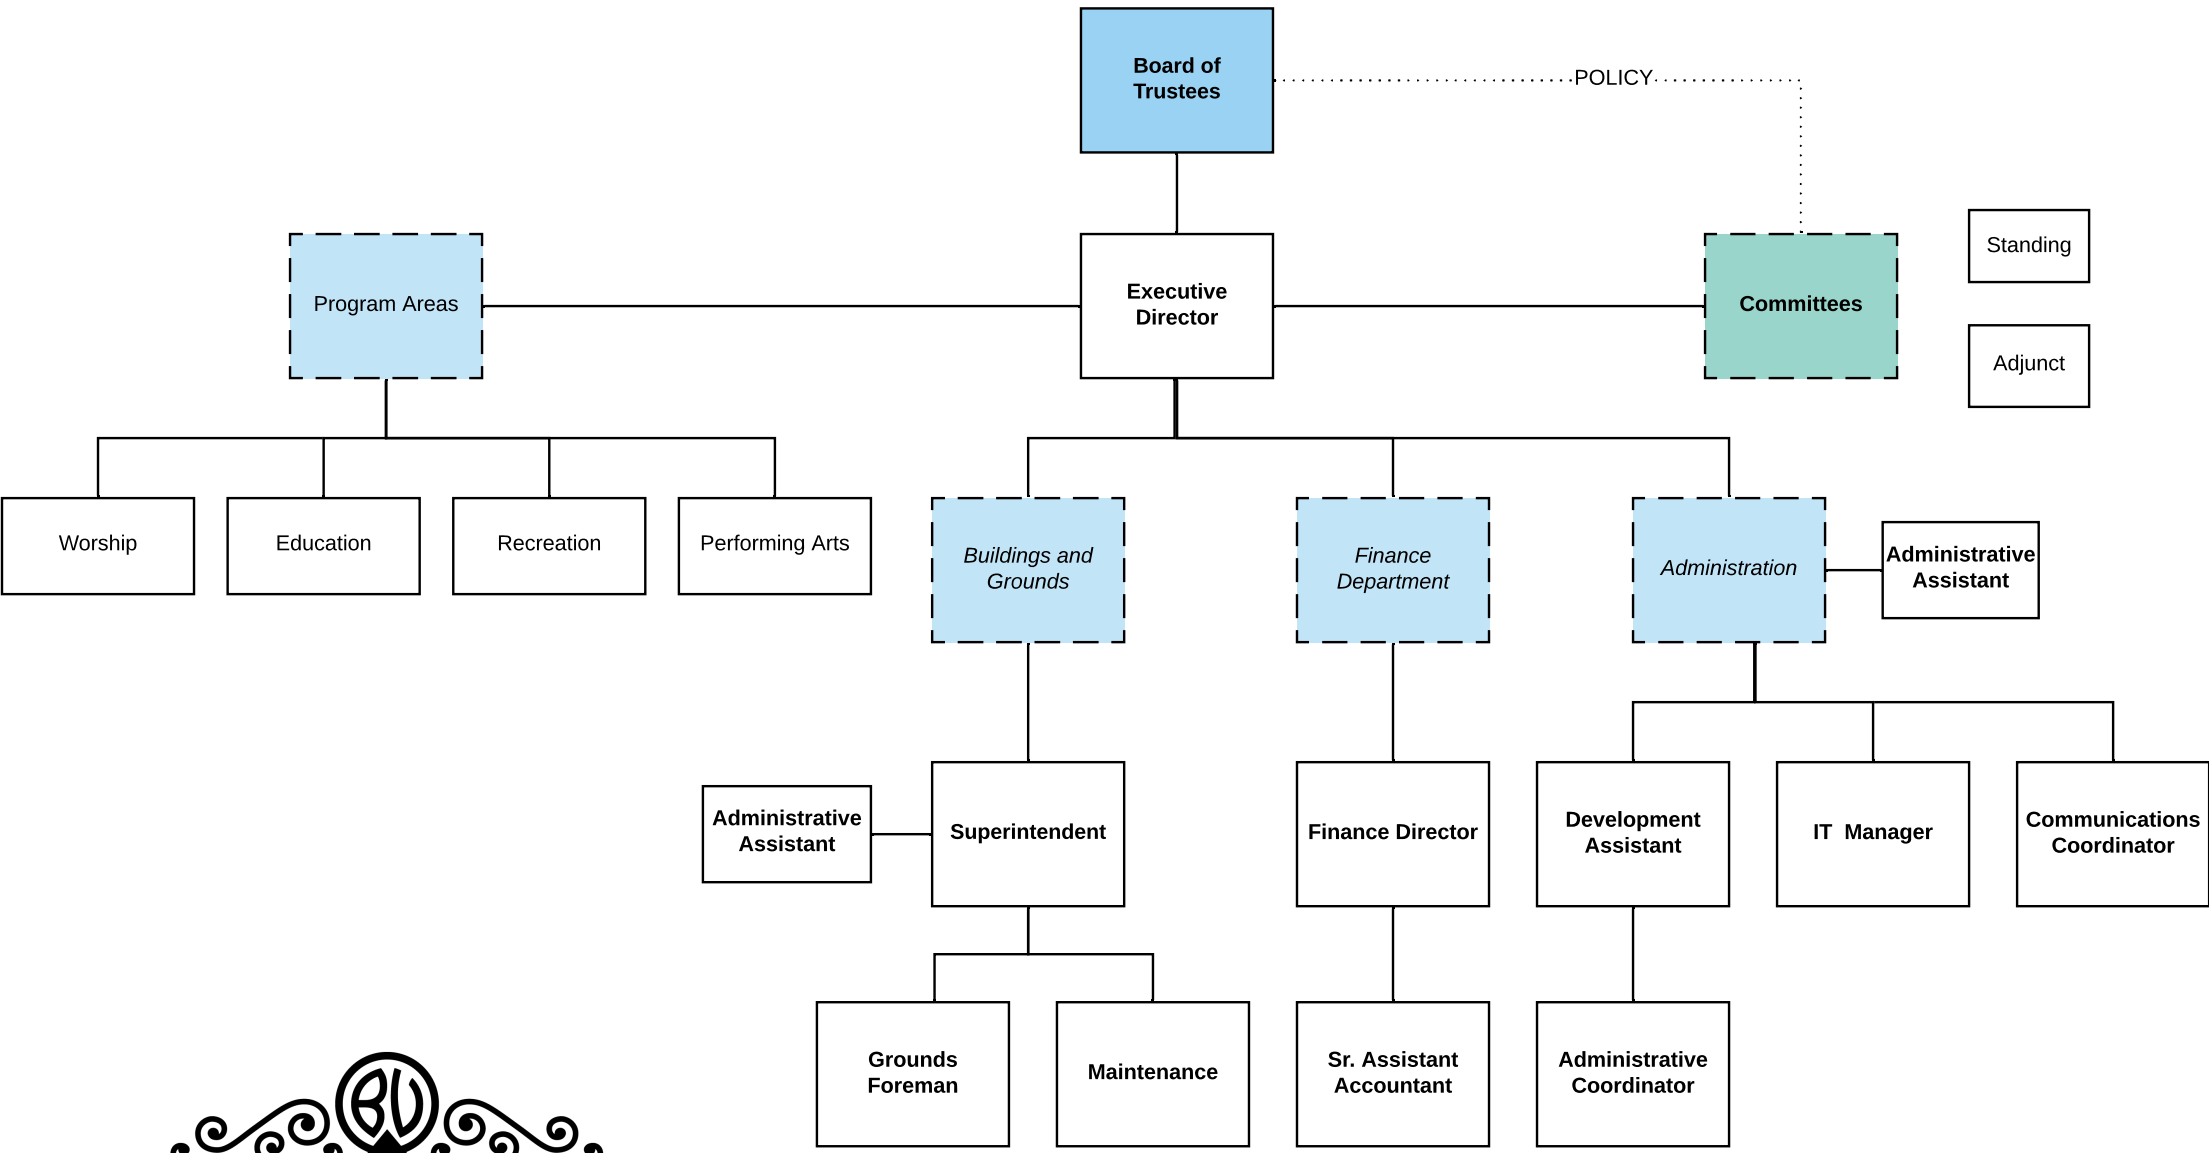 Board of
Trustees
POLICY
Standing
Program Areas
Executive
Director
Committees
Adjunct
Worship
Education
Recreation
Performing Arts
Buildings and
Grounds
Finance
Department
Administration
Administrative
Assistant
Administrative
Assistant
Superintendent
Finance Director
Development
Assistant
IT  Manager
Communications
Coordinator
Grounds
Foreman
Maintenance
Sr. Assistant
Accountant
Administrative
Coordinator